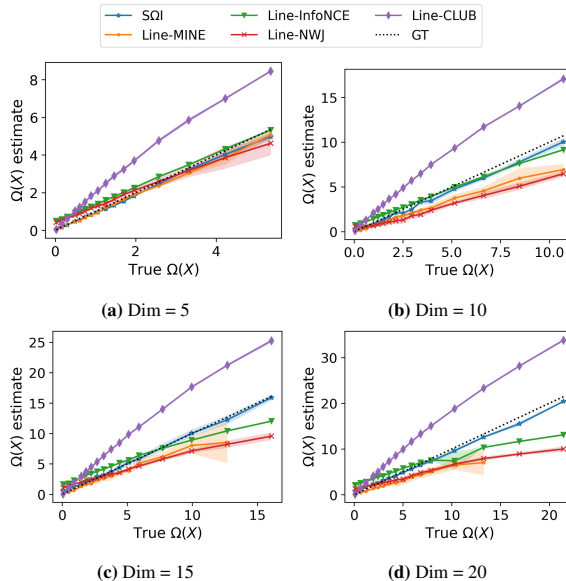 SΩI Line-InfoNCE Line-CLUB
Line-MINE Line-NWJ GT
8
6
4
2
0
Ω(X) estimate
0 2 4
True Ω(X)
(a) Dim = 5
15
10
5
0
Ω(X) estimate
0.0 2.5 5.0 7.5 10.0
True Ω(X)
(b) Dim = 10
25
20
15
10
5
0
Ω(X) estimate
0 5 10 15
True Ω(X)
(c) Dim = 15
30
20
10
0
Ω(X) estimate
0 5 10 15 20
True Ω(X)
(d) Dim = 20